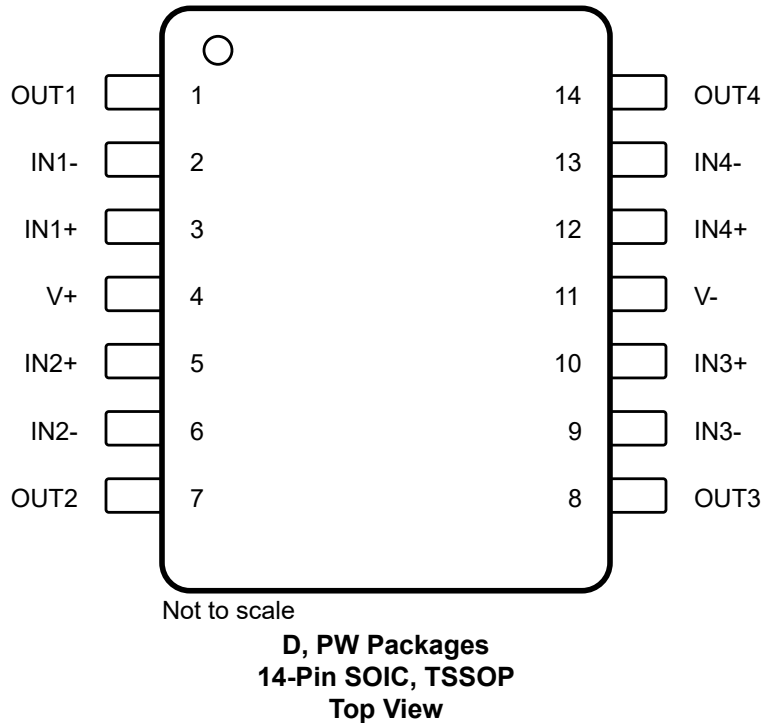 OUT1 1 14 OUT4
IN1- 2 13 IN4-
IN1+ 3 12 IN4+
V+ 4 11 V-
IN2+ 5 10 IN3+
IN2- 6 9 IN3-
OUT2 7 8 OUT3
Not to scale
D, PW Packages
14-Pin SOIC, TSSOP
Top View